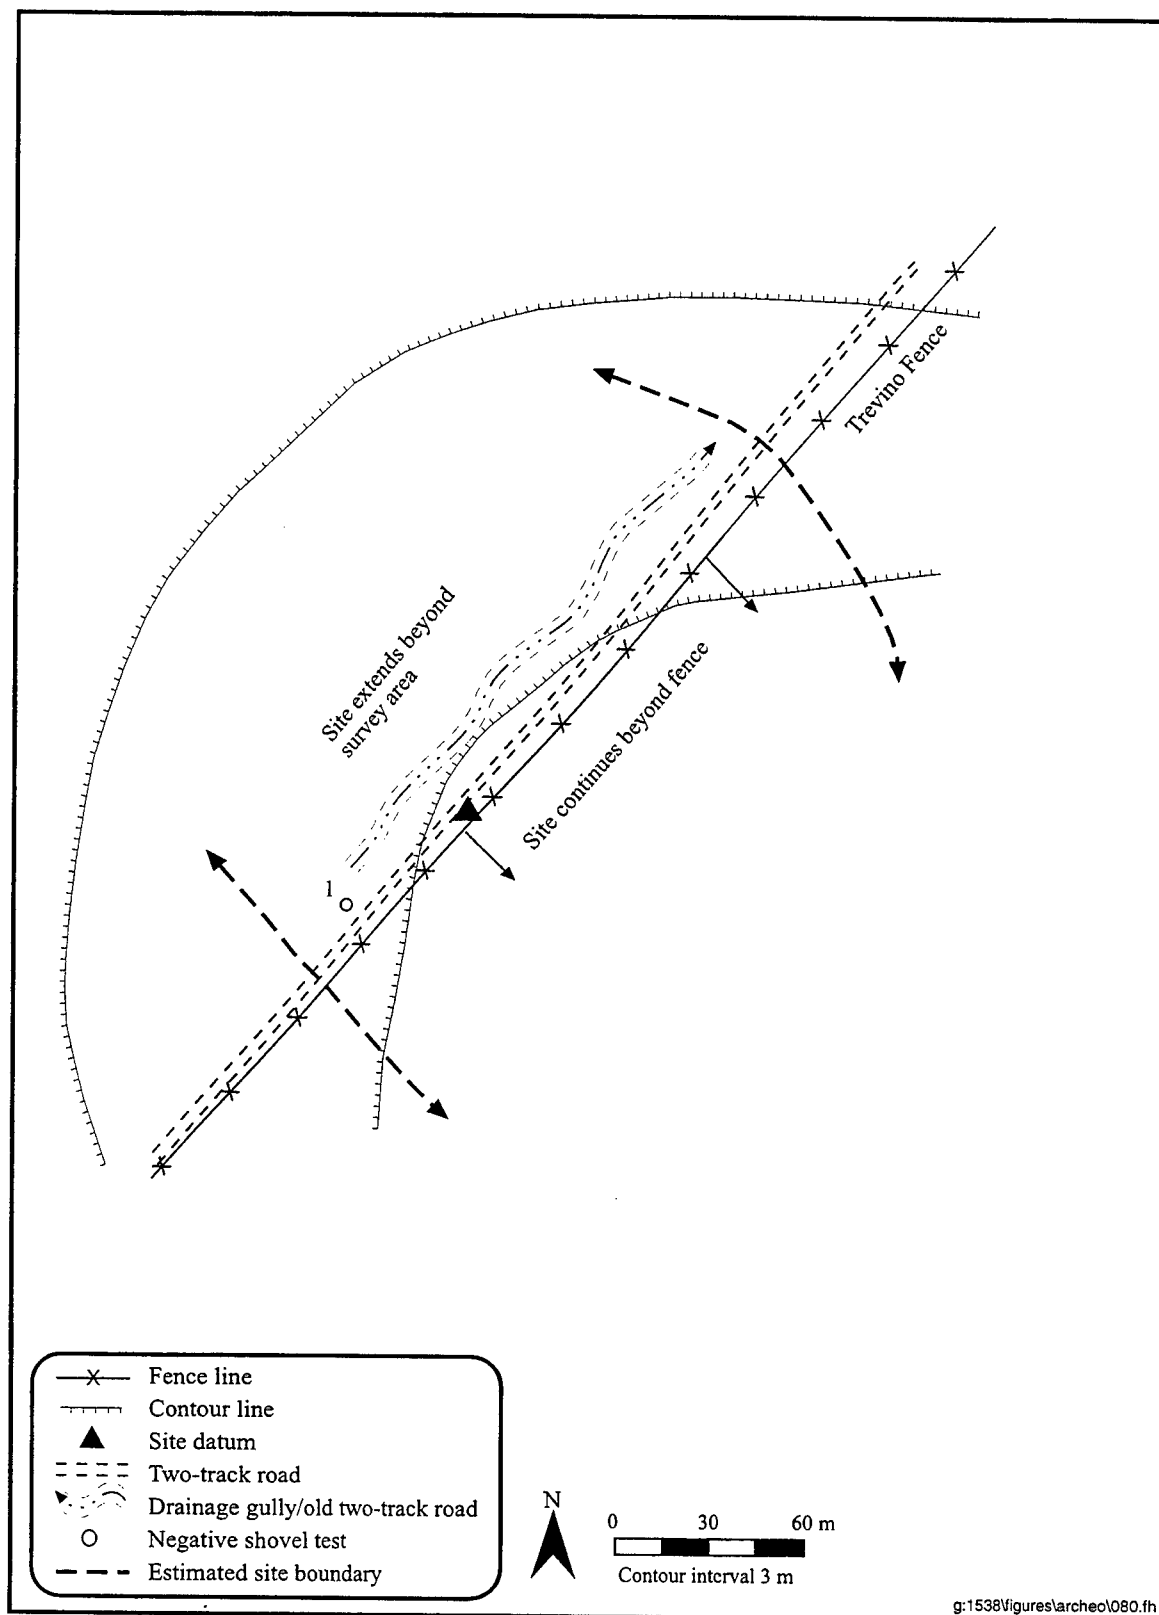 Trevino Fence
Site extends beyond
survey area
Site continues beyond fence
1
Fence line
Contour line
Site datum
Two-track road
Drainage gully/old two-track road
Negative shovel test
Estimated site boundary
N
0 30 60 m
Contour interval 3 m
g:1538\figures\archeo\080.fh